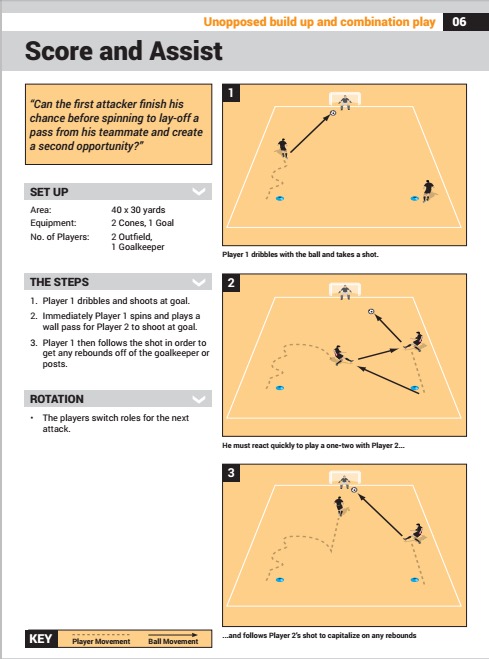 Unopposed build up and combination play 06
Score and Assist
"Can the first attacker finish his
chance before spinning to lay-off a
pass from his teammate and create
a second opportunity?"
SET UP
Area: 40 x 30 yards
Equipment: 2 Cones, 1 Goal
No. of Players: 2 Outfield,
1 Goalkeeper
THE STEPS
1. Player 1 dribbles and shoots at goal.
2. Immediately Player 1 spins and plays a
wall pass for Player 2 to shoot at goal.
3. Player 1 then follows the shot in order to
get any rebounds off of the goalkeeper or
posts.
ROTATION
• The players switch roles for the next
attack.
1
Player 1 dribbles with the ball and takes a shot.
2
He must react quickly to play a one-two with Player 2...
3
...and follows Player 2's shot to capitalize on any rebounds
KEY
Player Movement Ball Movement